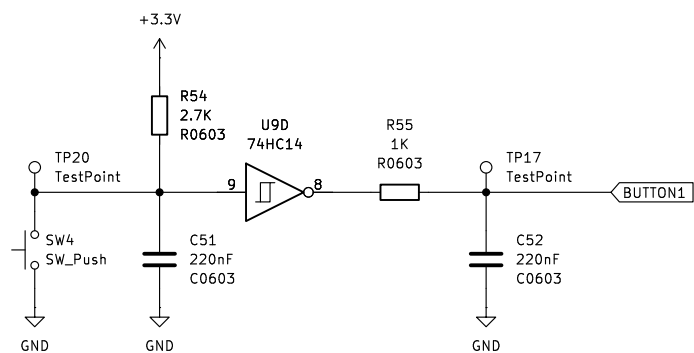 +3.3V
R54
2.7K
R0603
U9D
74HC14
R55
1K
R0603
TP20
TestPoint
9
8
TP17
TestPoint
BUTTON1
SW4
SW_Push
C51
220nF
C0603
C52
220nF
C0603
GND
GND
GND